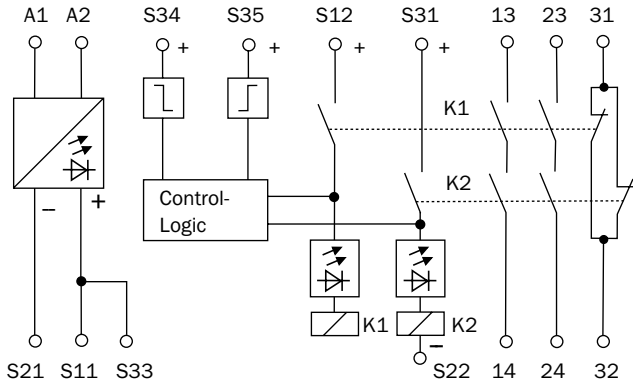 A1 A2 S34 S35 S12 S31 13 23 31
+ + + +
K1
K2
Control-
Logic
− +
K1 K2
−
S21 S11 S33 S22 14 24 32